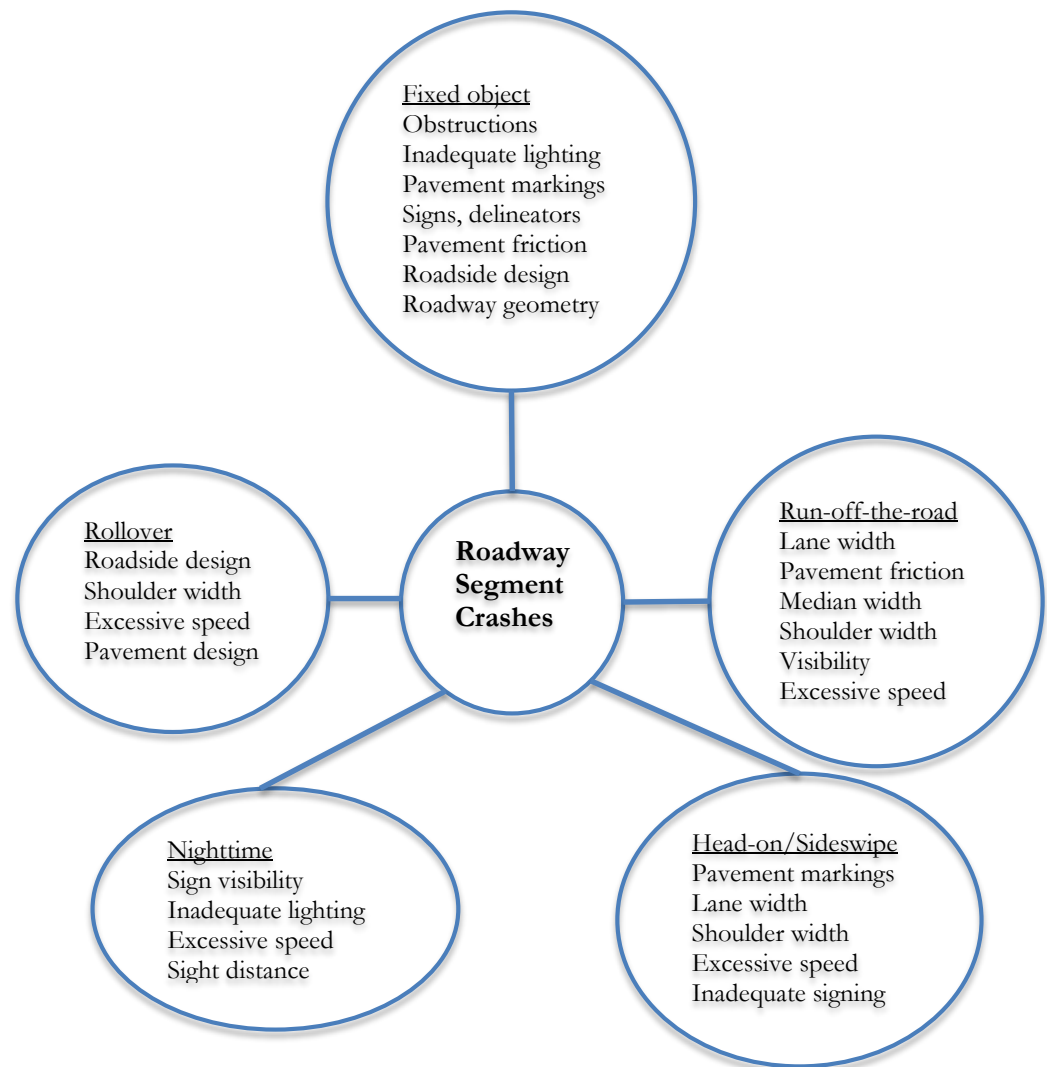 Fixed object
Obstructions
Inadequate lighting
Pavement markings
Signs, delineators
Pavement friction
Roadside design
Roadway geometry
Rollover
Roadside design
Shoulder width
Excessive speed
Pavement design
Roadway
Segment
Crashes
Run-off-the-road
Lane width
Pavement friction
Median width
Shoulder width
Visibility
Excessive speed
Nighttime
Sign visibility
Inadequate lighting
Excessive speed
Sight distance
Head-on/Sideswipe
Pavement markings
Lane width
Shoulder width
Excessive speed
Inadequate signing